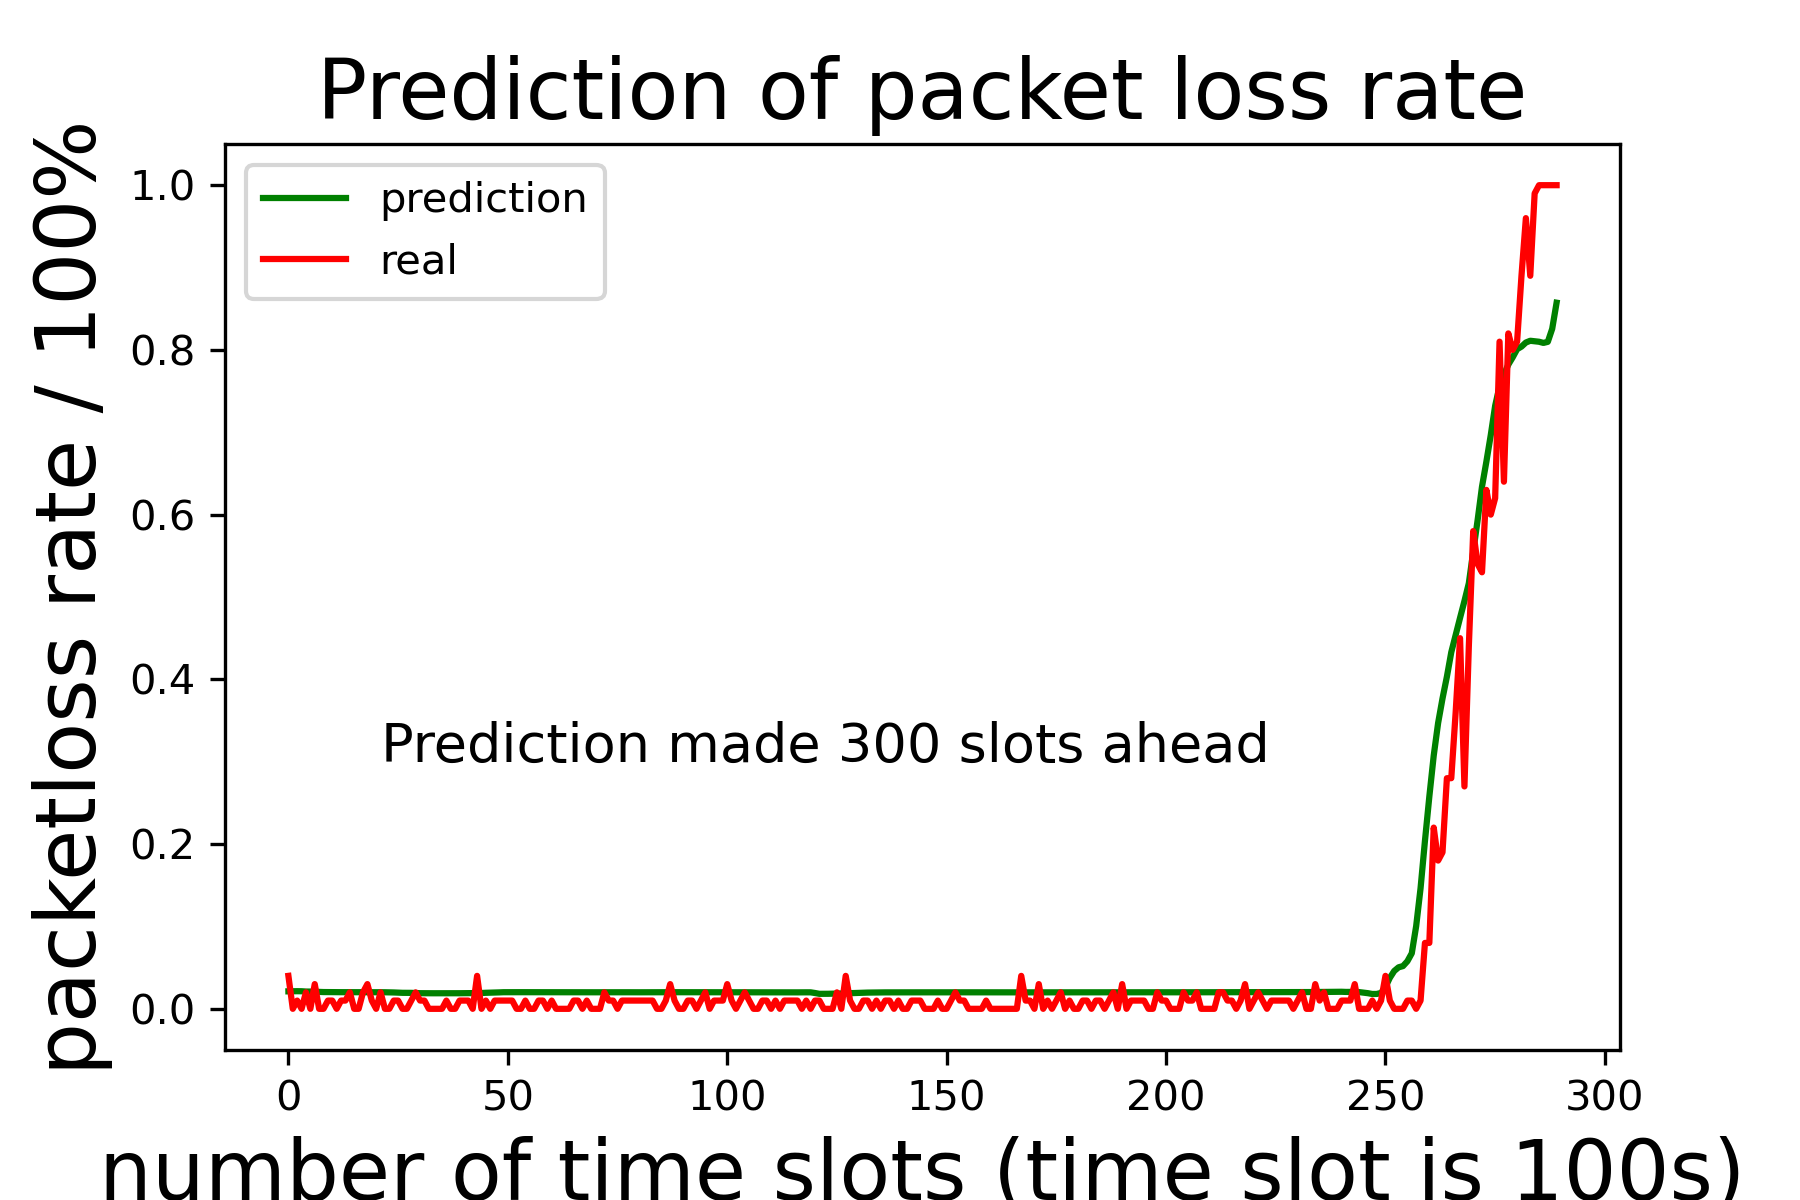 Prediction of packet loss rate
packetloss rate / 100%
1.0
0.8
0.6
0.4
0.2
0.0
prediction
real
Prediction made 300 slots ahead
0 50 100 150 200 250 300
number of time slots (time slot is 100s)